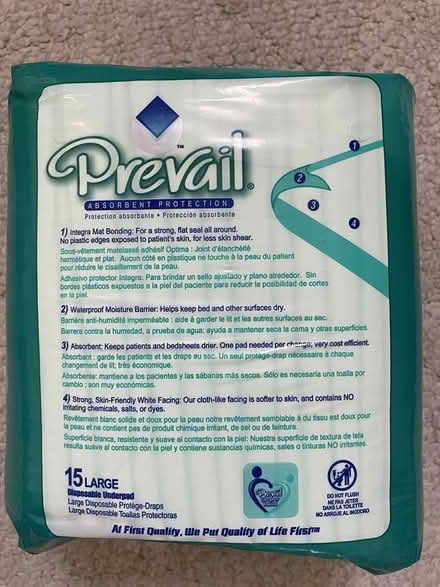 Prevail®
™
ABSORBENT PROTECTION
Protection absorbante • Protección absorbente
1
2
3
4
1) Integra Mat Bonding: For a strong, flat seal all around.
No plastic edges exposed to patient's skin, for less skin shear.
Sous-vêtement matelassé adhésif Optima : Joint d'étanchéité
hermétique et plat. Aucun côté en plastique ne touche à la peau du patient
pour réduire le cisaillement de la peau.
Adhesivo protector Integra: Para brindar un sello ajustado y plano alrededor. Sin
bordes plásticos expuestos a la piel del paciente para reducir la posibilidad de cortes
en la piel.
2) Waterproof Moisture Barrier: Helps keep bed and other surfaces dry.
Barrière anti-humidité imperméable : aide à garder le lit et les autres surfaces au sec.
Barrera contra la humedad, a prueba de agua: ayuda a mantener seca la cama y otras superficies.
3) Absorbent: Keeps patients and bedsheets drier. One pad needed per change; very cost efficient.
Absorbant : garde les patients et les draps au sec. Un seul protège-drap nécessaire à chaque
changement de lit; très économique.
Absorbente: mantiene a los pacientes y las sábanas más secos. Sólo es necesaria una toalla por
cambio ; son muy económicas.
4) Strong, Skin-Friendly White Facing: Our cloth-like facing is softer to skin, and contains NO
irritating chemicals, salts, or dyes.
Revêtement blanc solide et doux pour la peau notre revêtement semblable à du tissu est doux pour
la peau et ne contient pas de produit chimique irritant, de sel ou de teinture.
Superficie blanca, resistente y suave al contacto con la piel: Nuestra superficie de textura de tela
resulta suave al contacto con la piel y contiene sustancias químicas, sales o tinturas NO irritantes.
15 LARGE
Disposable Underpad
Large Disposable Protège-Draps
Large Disposable Toallas Protectoras
Prevail
DO NOT FLUSH
NE PAS JETER
DANS LA TOILETTE
NO ARROJE AL INODORO
At First Quality, We Put Quality of Life First™